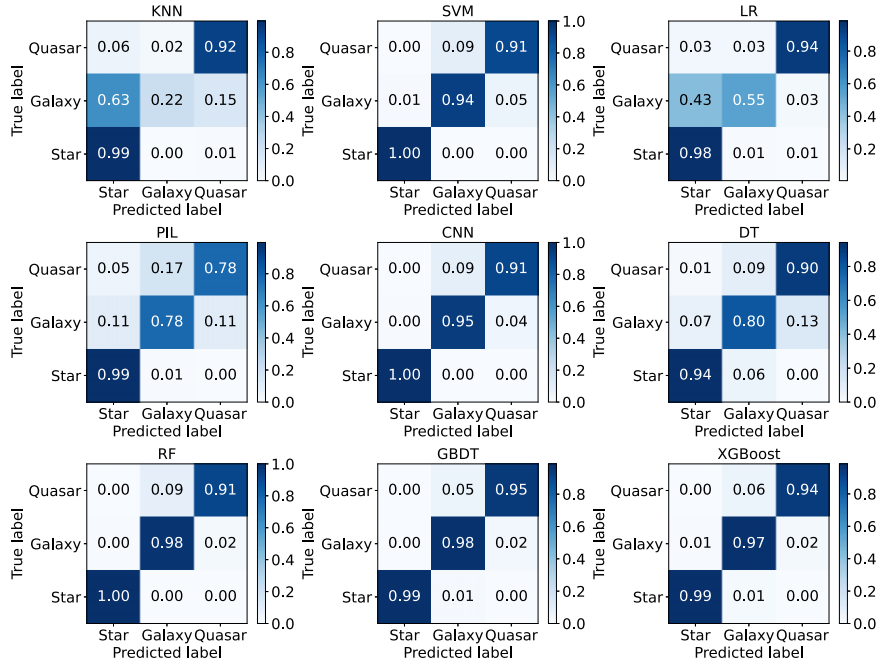 KNN
SVM
LR
True label
Quasar
Galaxy
Star
0.06 0.02 0.92
0.63 0.22 0.15
0.99 0.00 0.01
Star Galaxy Quasar
Predicted label
0.8
0.6
0.4
0.2
0.0
True label
Quasar
Galaxy
Star
0.00 0.09 0.91
0.01 0.94 0.05
1.00 0.00 0.00
Star Galaxy Quasar
Predicted label
1.0
0.8
0.6
0.4
0.2
0.0
True label
Quasar
Galaxy
Star
0.03 0.03 0.94
0.43 0.55 0.03
0.98 0.01 0.01
Star Galaxy Quasar
Predicted label
0.8
0.6
0.4
0.2
PIL
CNN
DT
True label
Quasar
Galaxy
Star
0.05 0.17 0.78
0.11 0.78 0.11
0.99 0.01 0.00
Star Galaxy Quasar
Predicted label
0.8
0.6
0.4
0.2
0.0
True label
Quasar
Galaxy
Star
0.00 0.09 0.91
0.00 0.95 0.04
1.00 0.00 0.00
Star Galaxy Quasar
Predicted label
1.0
0.8
0.6
0.4
0.2
0.0
True label
Quasar
Galaxy
Star
0.01 0.09 0.90
0.07 0.80 0.13
0.94 0.06 0.00
Star Galaxy Quasar
Predicted label
0.8
0.6
0.4
0.2
0.0
RF
GBDT
XGBoost
True label
Quasar
Galaxy
Star
0.00 0.09 0.91
0.00 0.98 0.02
1.00 0.00 0.00
Star Galaxy Quasar
Predicted label
1.0
0.8
0.6
0.4
0.2
0.0
True label
Quasar
Galaxy
Star
0.00 0.05 0.95
0.00 0.98 0.02
0.99 0.01 0.00
Star Galaxy Quasar
Predicted label
0.8
0.6
0.4
0.2
0.0
True label
Quasar
Galaxy
Star
0.00 0.06 0.94
0.01 0.97 0.02
0.99 0.01 0.00
Star Galaxy Quasar
Predicted label
0.8
0.6
0.4
0.2
0.0